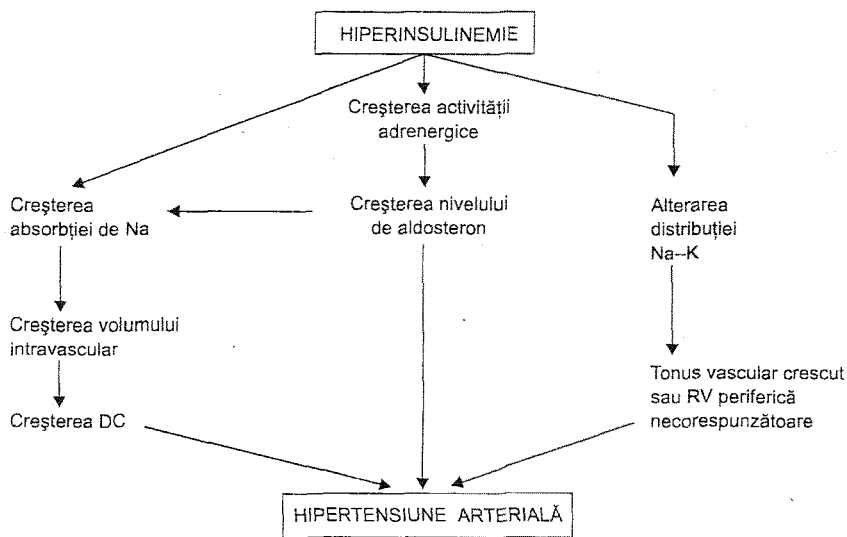 HIPERINSULINEMIE
Creşterea activităţii
adrenergice
Creşterea
absorbţiei de Na
Creşterea nivelului
de aldosteron
Alterarea
distribuţiei
Na–K
Creşterea volumului
intravascular
Tonus vascular crescut
sau RV periferică
necorespunzătoare
Creşterea DC
HIPERTENSIUNE ARTERIALĂ